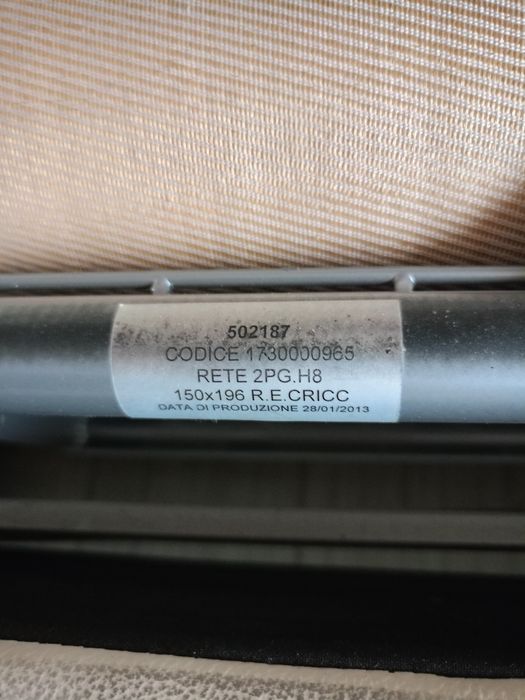 502187
CODICE 1730000965
RETE 2PG.H8
150x196 R.E.CRICC
DATA DI PRODUZIONE 28/01/2013